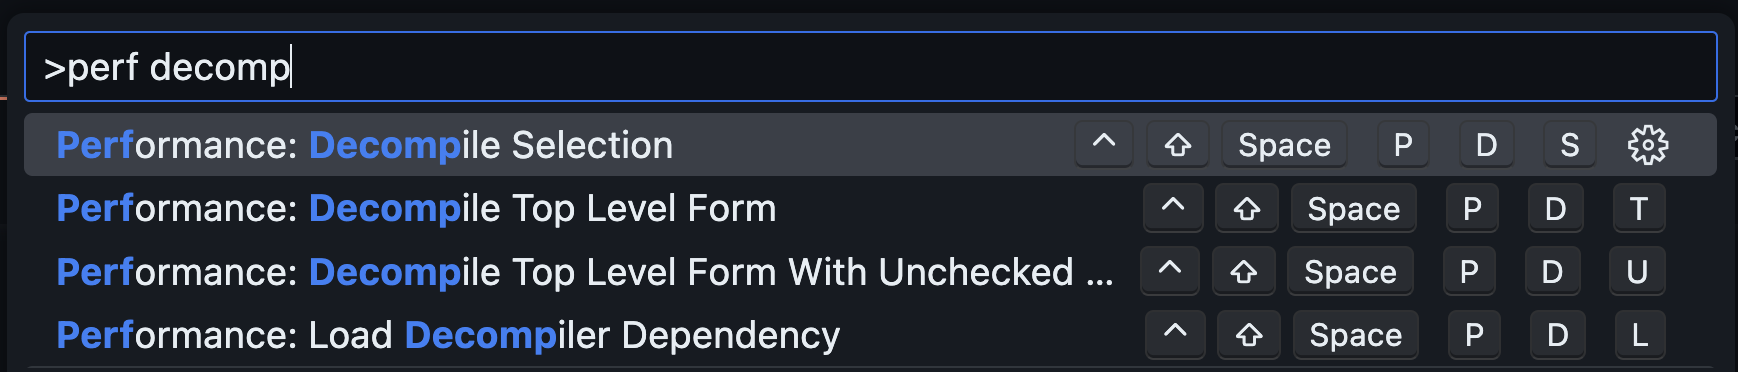 >perf decomp
Performance: Decompile Selection ^ ⇧ Space P D S
Performance: Decompile Top Level Form ^ ⇧ Space P D T
Performance: Decompile Top Level Form With Unchecked ... ^ ⇧ Space P D U
Performance: Load Decompiler Dependency ^ ⇧ Space P D L